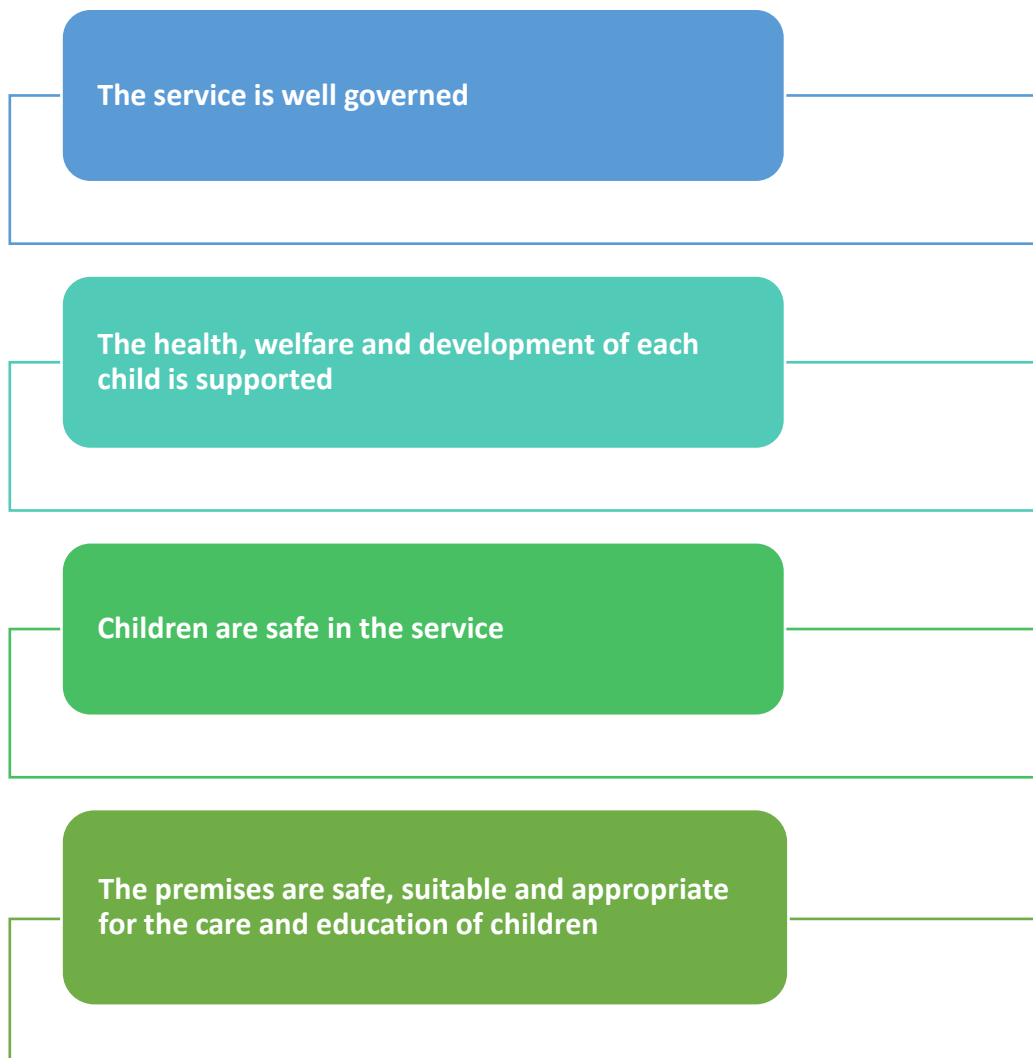 The service is well governed
The health, welfare and development of each
child is supported
Children are safe in the service
The premises are safe, suitable and appropriate
for the care and education of children